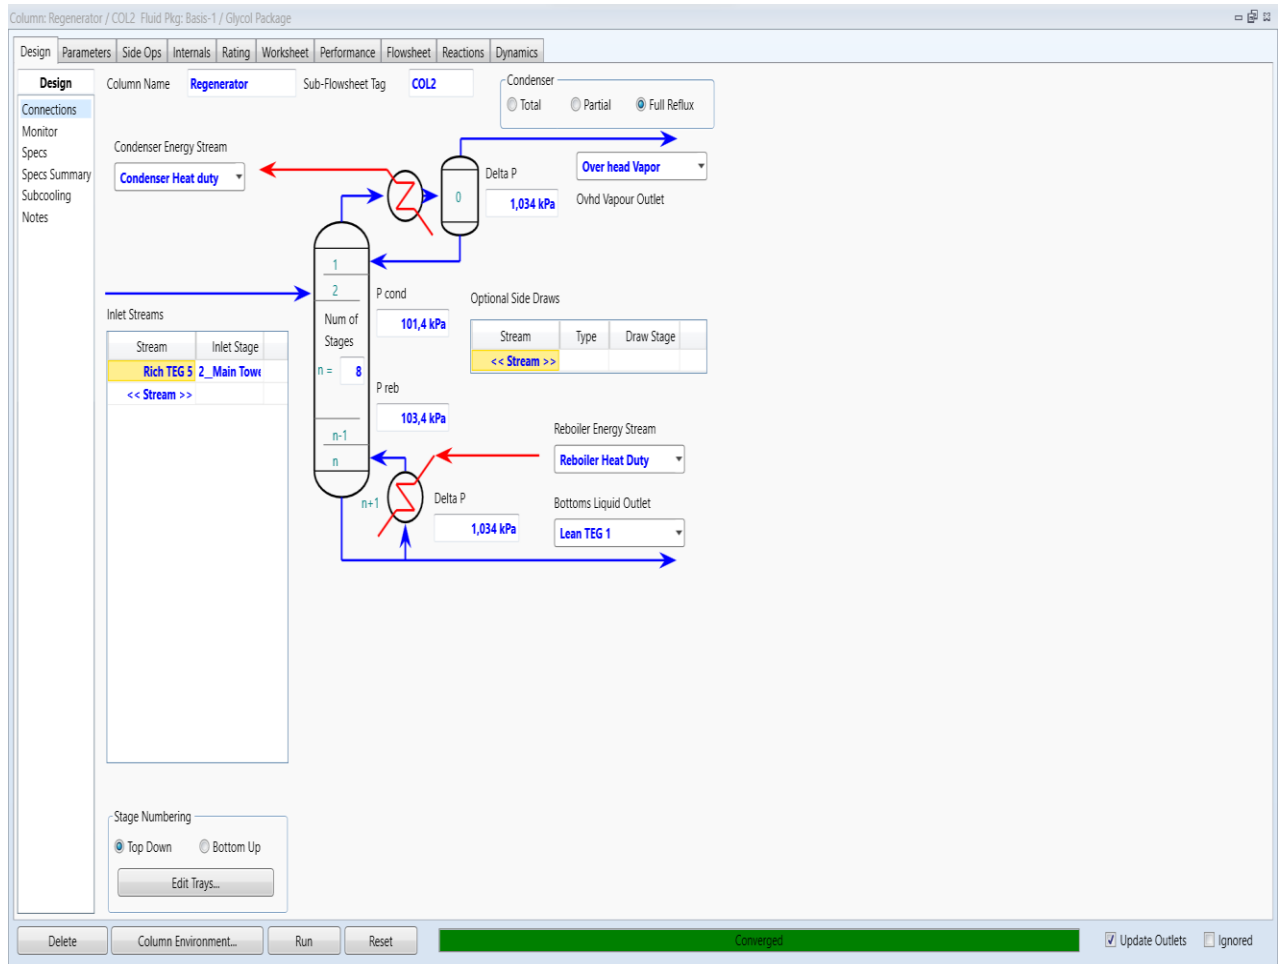 Column: Regenerator / COL2 Fluid Pkg: Basis-1 / Glycol Package
Design Parameters Side Ops Internals Rating Worksheet Performance Flowsheet Reactions Dynamics
Design
Connections
Monitor
Specs
Specs Summary
Subcooling
Notes
Column Name Regenerator Sub-Flowsheet Tag COL2
Condenser
Total Partial Full Reflux
Condenser Energy Stream
Condenser Heat duty
Delta P
1,034 kPa
Over head Vapor
Ovhd Vapour Outlet
0
1
2
Num of
Stages
n = 8
n-1
n
n+1
P cond
101,4 kPa
P reb
103,4 kPa
Optional Side Draws
Stream Type Draw Stage
<< Stream >>
Inlet Streams
Stream Inlet Stage
Rich TEG 5 2__Main Towe
<< Stream >>
Reboiler Energy Stream
Reboiler Heat Duty
Delta P
1,034 kPa
Bottoms Liquid Outlet
Lean TEG 1
Stage Numbering
Top Down Bottom Up
Edit Trays...
Delete Column Environment... Run Reset Converged Update Outlets Ignored